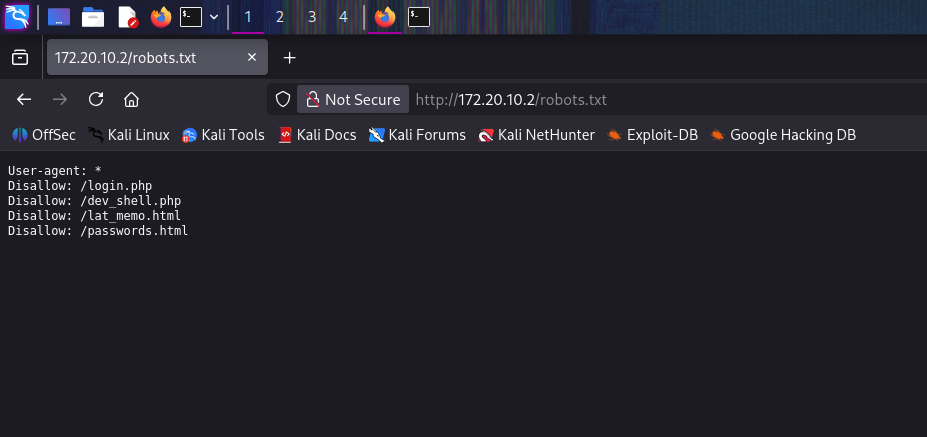 1 2 3 4
172.20.10.2/robots.txt
Not Secure http://172.20.10.2/robots.txt
OffSec Kali Linux Kali Tools Kali Docs Kali Forums Kali NetHunter Exploit-DB Google Hacking DB
User-agent: *
Disallow: /login.php
Disallow: /dev_shell.php
Disallow: /lat_memo.html
Disallow: /passwords.html